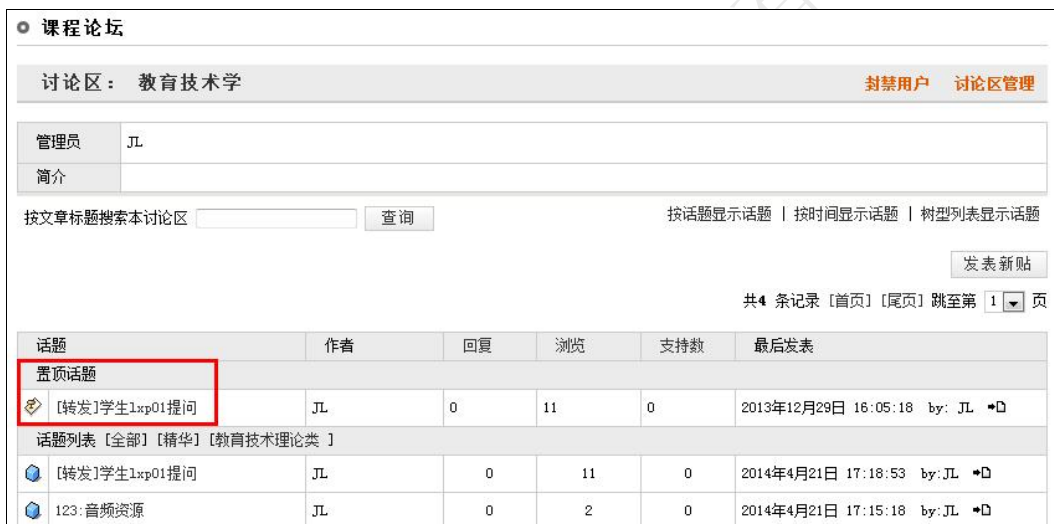 课程论坛
讨论区： 教育技术学 封禁用户 讨论区管理
管理员 JL
简介
按文章标题搜索本讨论区 查询 按话题显示话题 | 按时间显示话题 | 树型列表显示话题
发表新贴
共4 条记录 [首页] [尾页] 跳至第 1 页
话题 作者 回复 浏览 支持数 最后发表
置顶话题
[转发]学生lxp01提问 JL 0 11 0 2013年12月29日 16:05:18 by: JL
话题列表 [全部] [精华] [教育技术理论类 ]
[转发]学生lxp01提问 JL 0 11 0 2014年4月21日 17:18:53 by:JL
123:音频资源 JL 0 2 0 2014年4月21日 17:15:18 by:JL